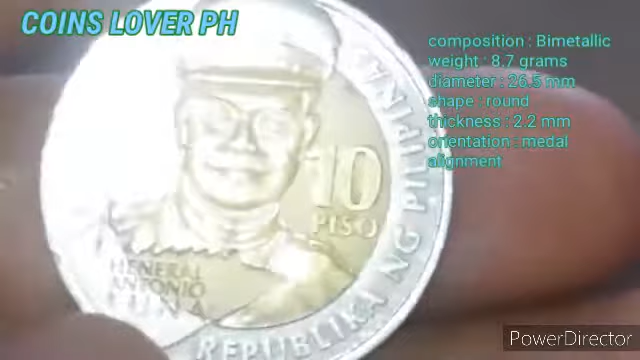 COINS LOVER PH
composition : Bimetallic
weight : 8.7 grams
diameter : 26.5 mm
shape : round
thickness : 2.2 mm
orientation : medal
alignment
10
PISO
HENERAL
ANTONIO
LUNA
REPUBLIKA NG PILIPINAS
PowerDirector